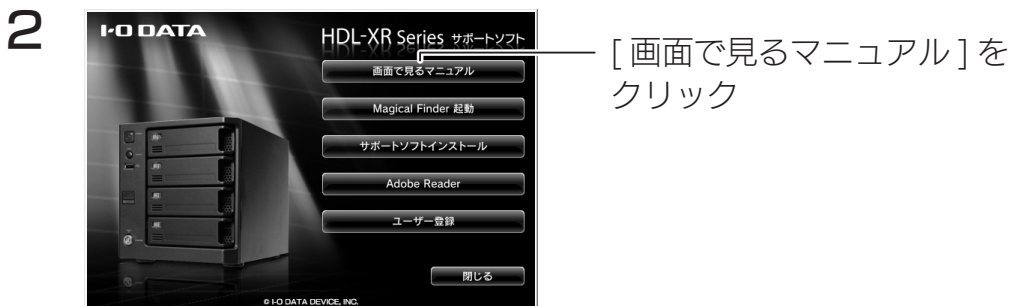 2
I-O DATA
HDL-XR Series サポートソフト
画面で見るマニュアル
Magical Finder 起動
サポートソフトインストール
Adobe Reader
ユーザー登録
閉じる
© I-O DATA DEVICE, INC.
[ 画面で見るマニュアル ] を
クリック